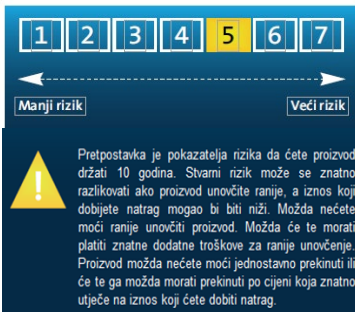 1 2 3 4 5 6 7
Manji rizik Veći rizik
Pretpostavka je pokazatelja rizika da ćete proizvod
držati 10 godina. Stvarni rizik može se znatno
razlikovati ako proizvod unovčite ranije, a iznos koji
dobijete natrag mogao bi biti niži. Možda nećete
moći ranije unovčiti proizvod. Možda će te morati
platiti znatne dodatne troškove za ranije unovčenje.
Proizvod možda nećete moći jednostavno prekinuti ili
će te ga možda morati prekinuti po cijeni koja znatno
utječe na iznos koji ćete dobiti natrag.